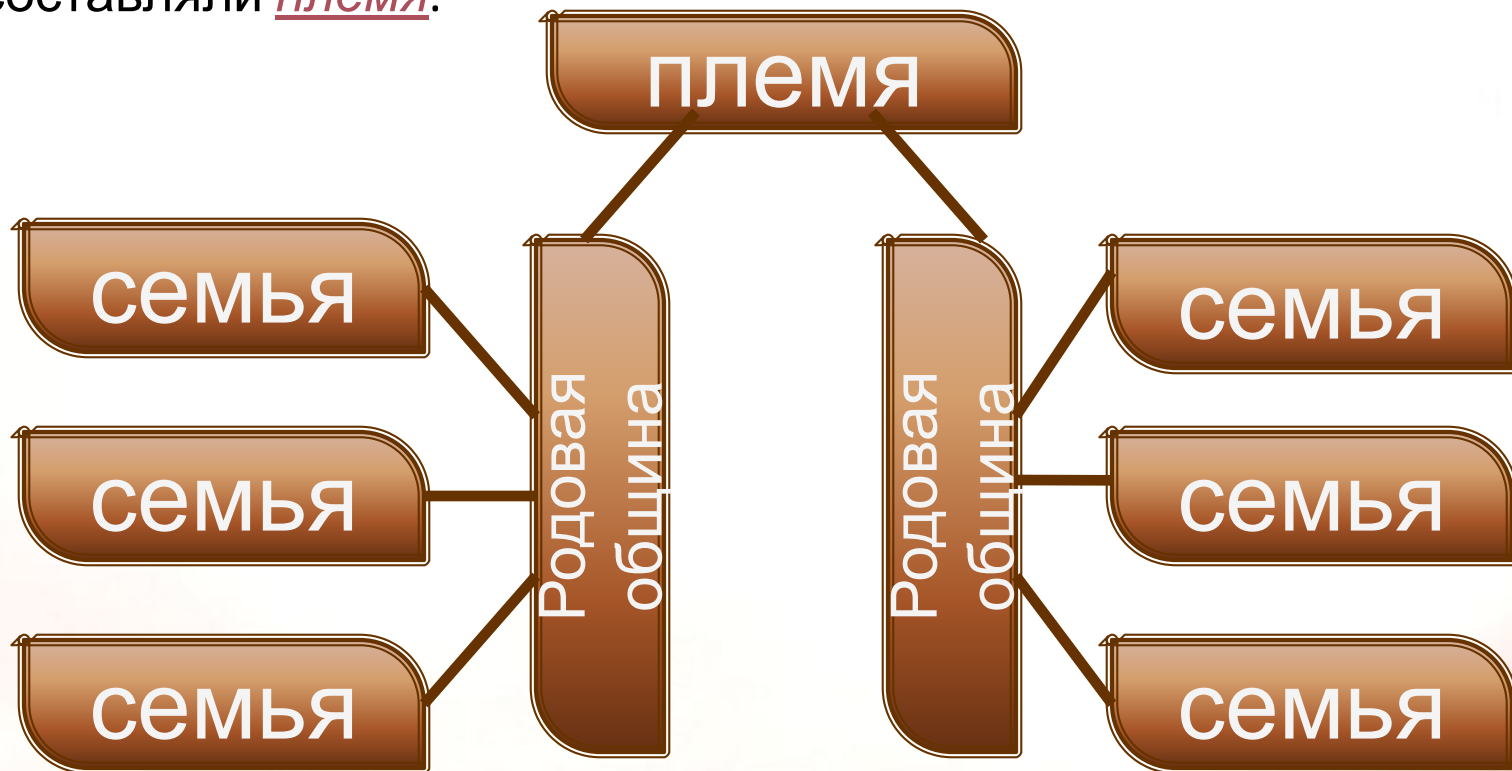 составляли племя.
племя
семья
семья
семья
Родовая
община
Родовая
община
семья
семья
семья